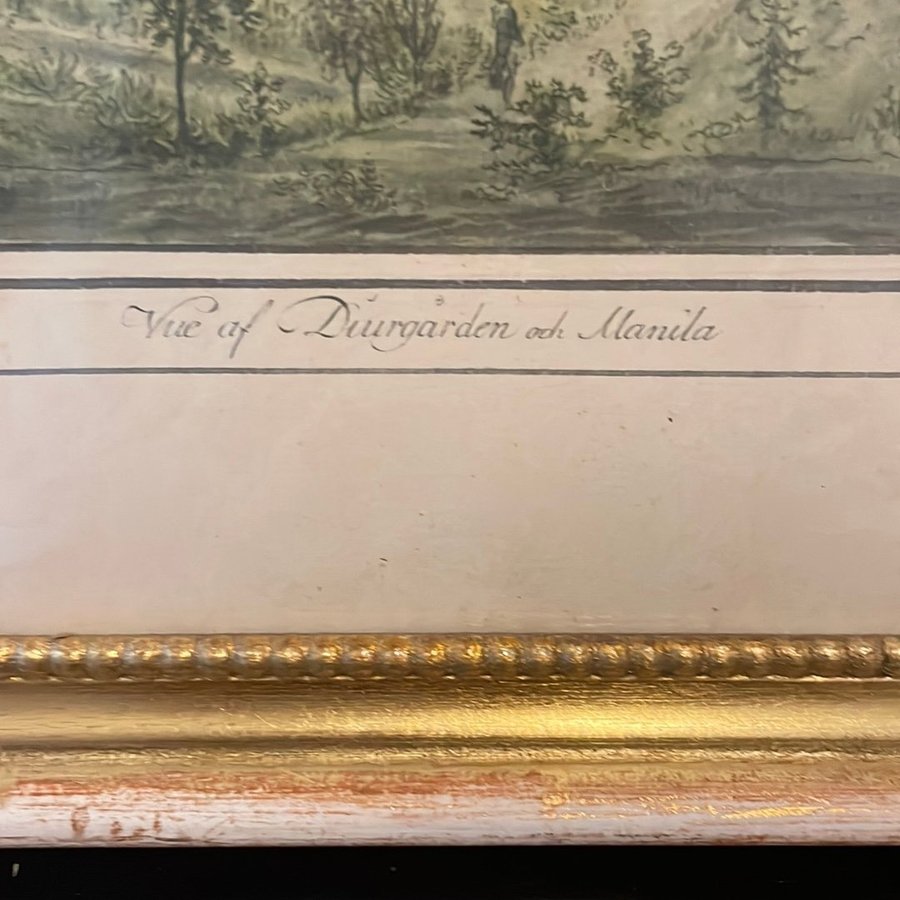 Vue af Diurgården och Manila